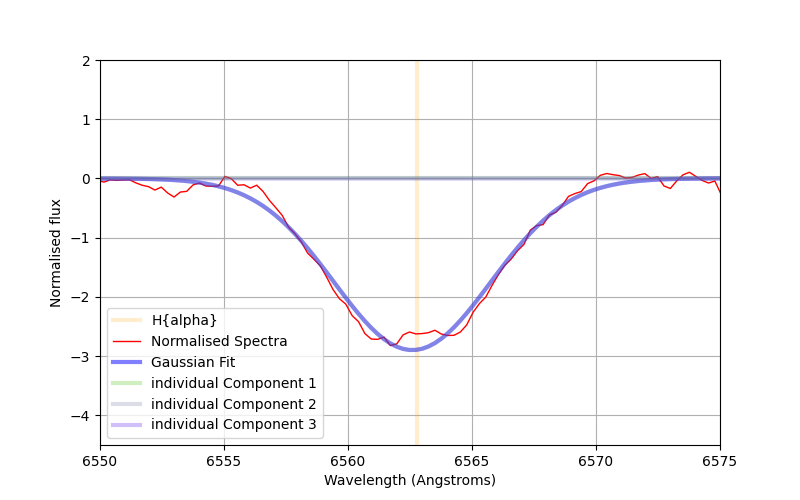 2
1
0
−1
−2
−3
−4
Normalised flux
H{alpha}
Normalised Spectra
Gaussian Fit
individual Component 1
individual Component 2
individual Component 3
6550 6555 6560 6565 6570 6575
Wavelength (Angstroms)